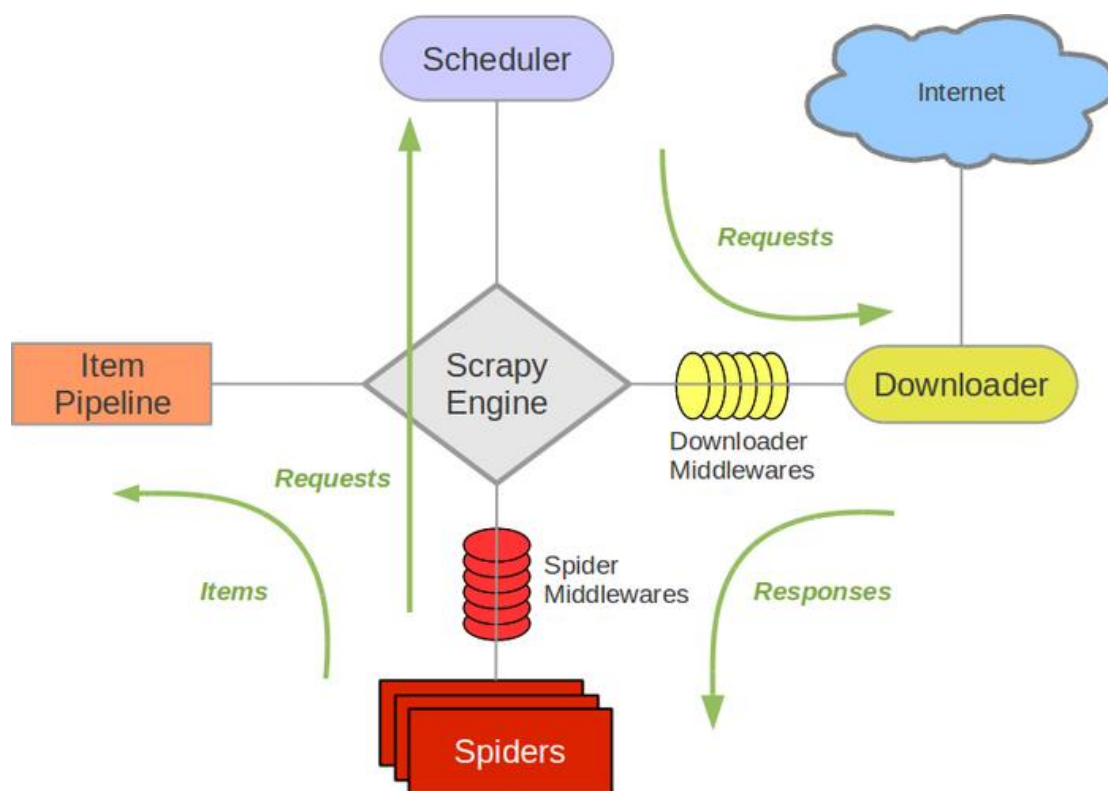 Scheduler
Internet
Requests
Scrapy
Engine
Item
Pipeline
Downloader
Downloader
Middlewares
Requests
Items
Spider
Middlewares
Responses
Spiders